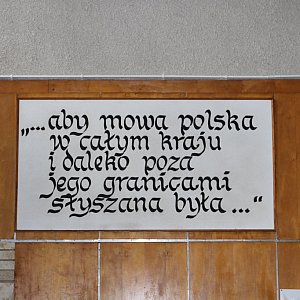 „...aby mowa polska
w całym kraju
i daleko poza
jego granicami
słyszana była..."